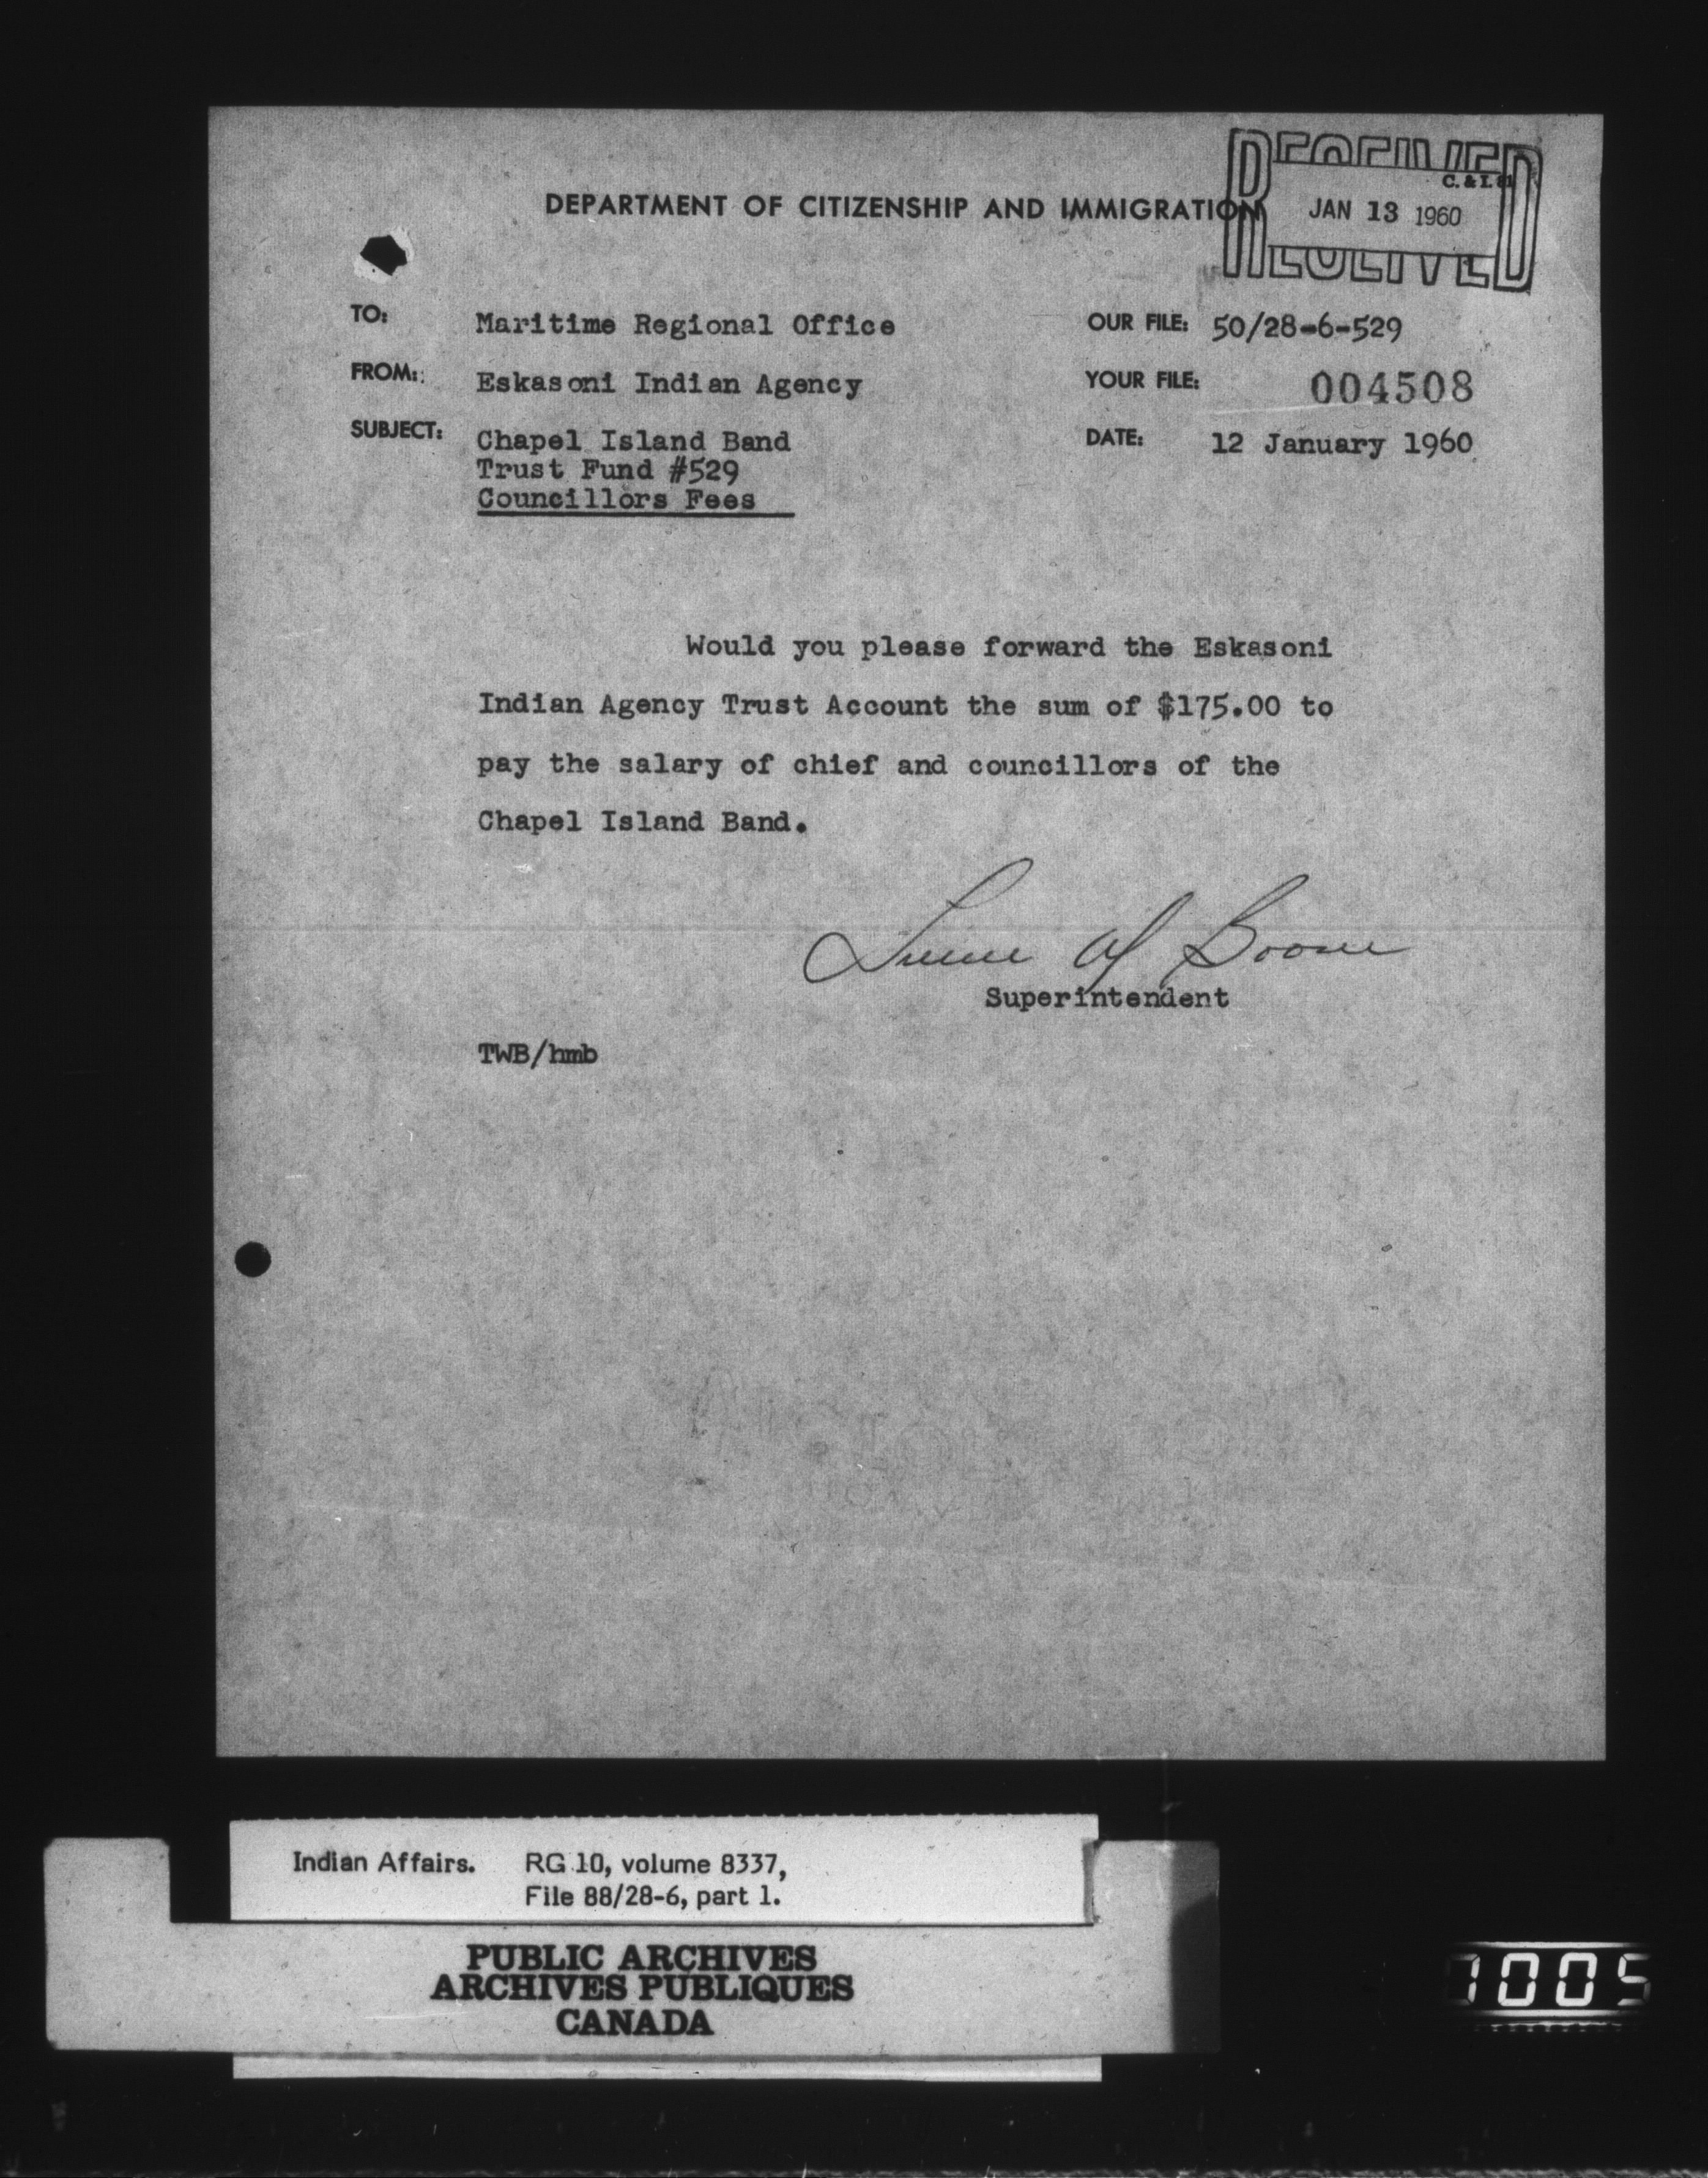 RECEIVED
C. & I. 81
JAN 13 1960
RECEIVED
DEPARTMENT OF CITIZENSHIP AND IMMIGRATION
TO: Maritime Regional Office
OUR FILE: 50/28-6-529
FROM: Eskasoni Indian Agency
YOUR FILE: 004508
SUBJECT: Chapel Island Band
Trust Fund #529
Councillors Fees
DATE: 12 January 1960
Would you please forward the Eskasoni
Indian Agency Trust Account the sum of $175.00 to
pay the salary of chief and councillors of the
Chapel Island Band.
W Boone
Superintendent
TWB/hmb
Indian Affairs. RG 10, volume 8337,
File 88/28-6, part 1.
PUBLIC ARCHIVES
ARCHIVES PUBLIQUES
CANADA
1005